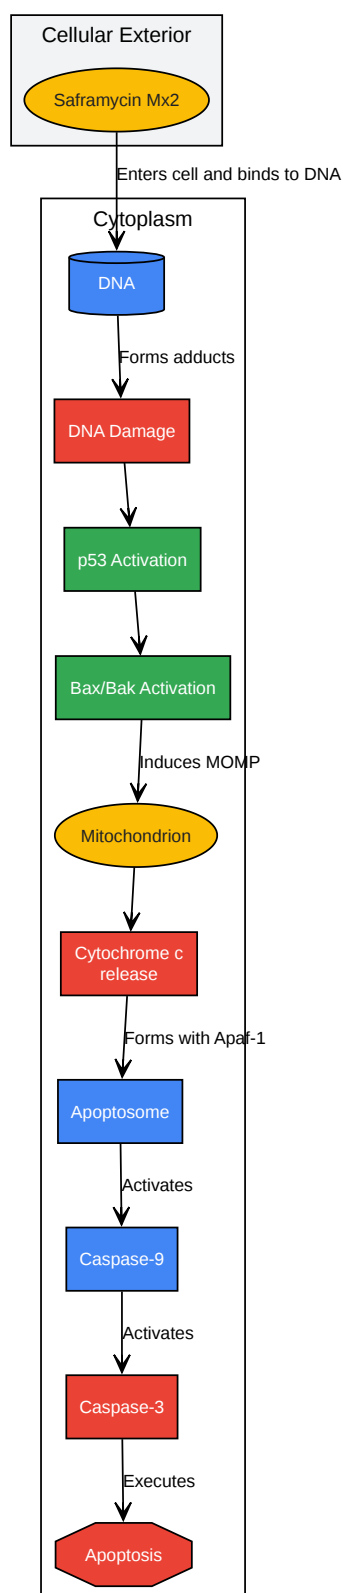 Cellular Exterior
Saframycin Mx2
Enters cell and binds to DNA
Cytoplasm
DNA
Forms adducts
DNA Damage
p53 Activation
Bax/Bak Activation
Induces MOMP
Mitochondrion
Cytochrome c
release
Forms with Apaf-1
Apoptosome
Activates
Caspase-9
Activates
Caspase-3
Executes
Apoptosis